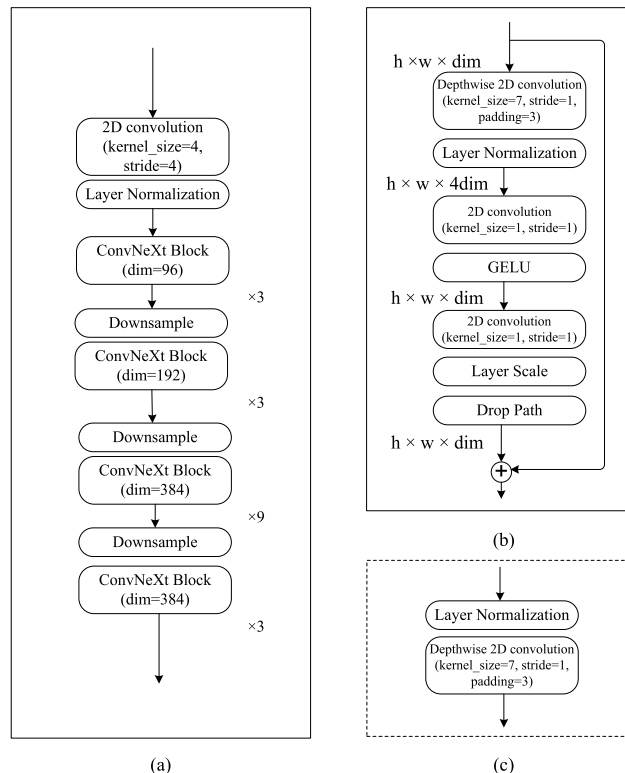 2D convolution
(kernel_size=4,
stride=4)
Layer Normalization
ConvNeXt Block
(dim=96)
×3
Downsample
ConvNeXt Block
(dim=192)
×3
Downsample
ConvNeXt Block
(dim=384)
×9
Downsample
ConvNeXt Block
(dim=384)
×3
(a)
h ×w × dim
Depthwise 2D convolution
(kernel_size=7, stride=1,
padding=3)
Layer Normalization
h × w × 4dim
2D convolution
(kernel_size=1, stride=1)
GELU
h × w × dim
2D convolution
(kernel_size=1, stride=1)
Layer Scale
Drop Path
h × w × dim
+
(b)
Layer Normalization
Depthwise 2D convolution
(kernel_size=7, stride=1,
padding=3)
(c)